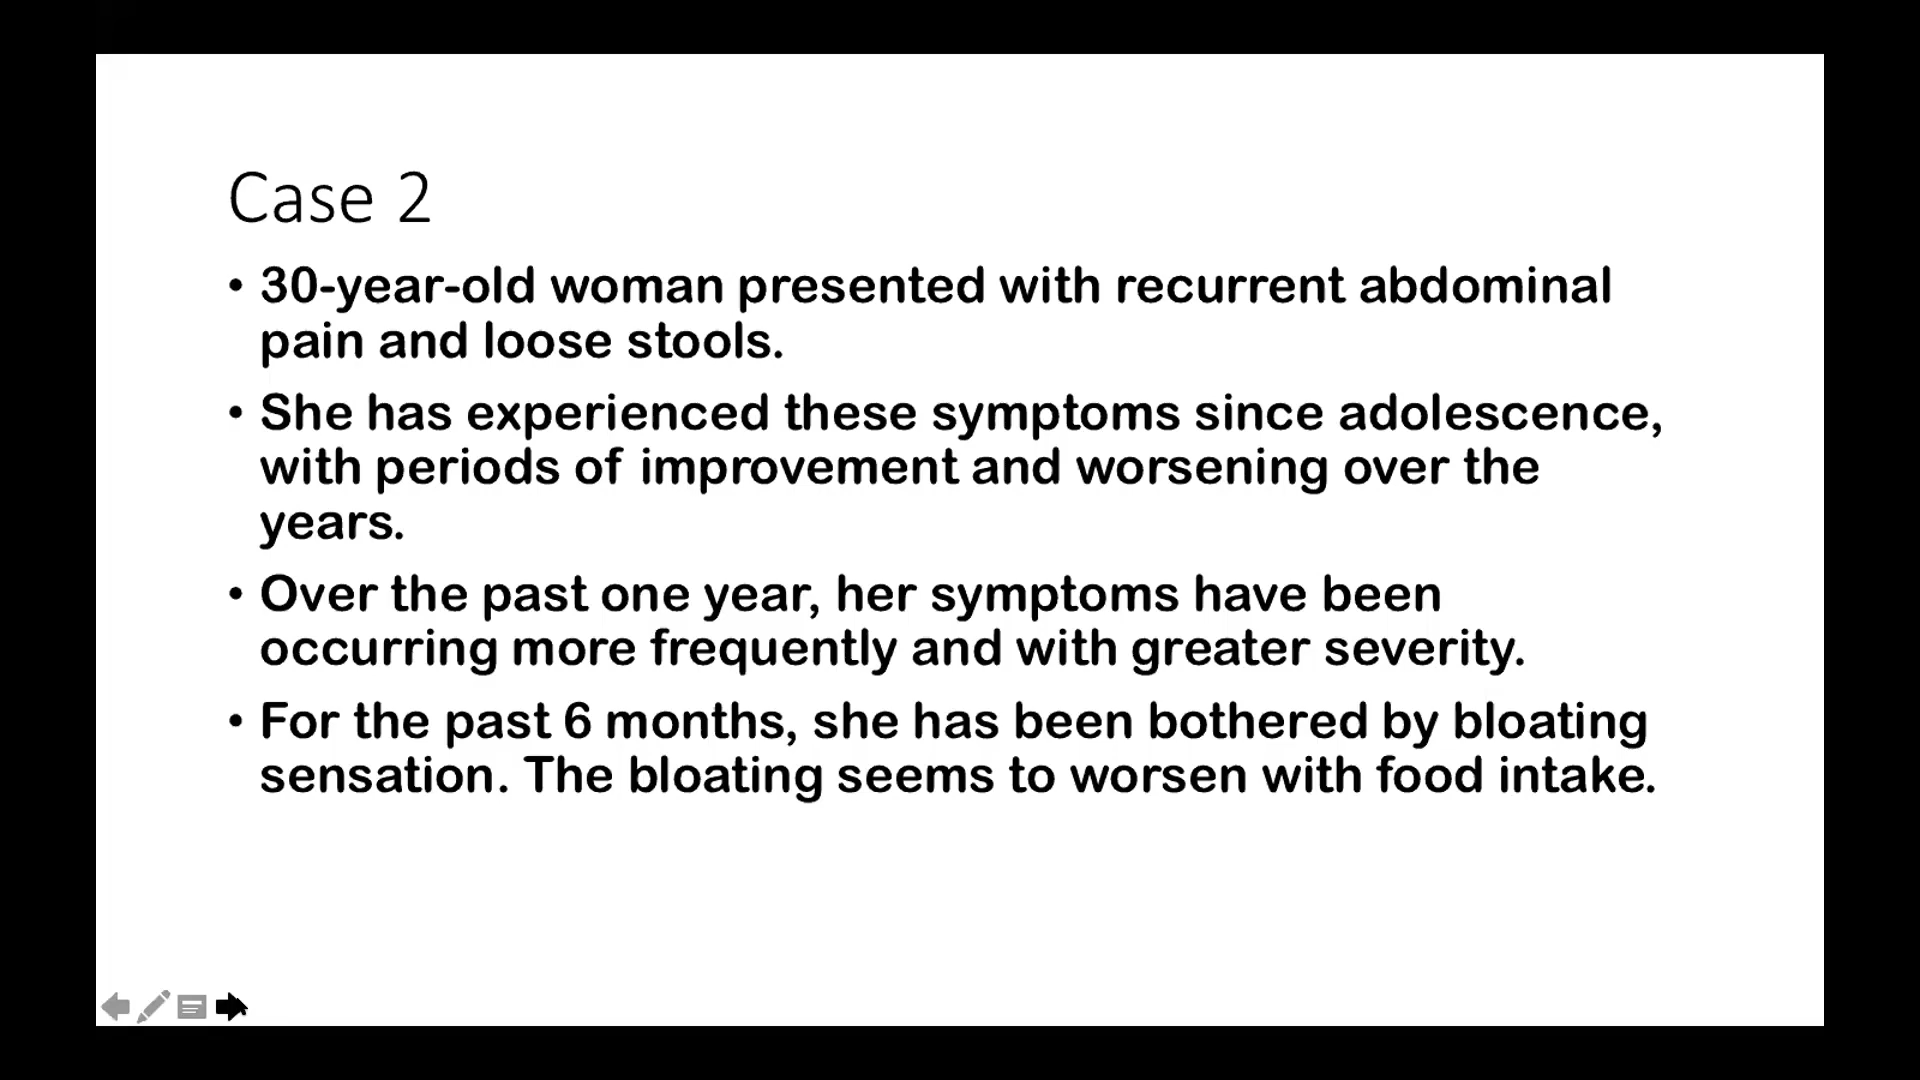 Case 2
• 30-year-old woman presented with recurrent abdominal
pain and loose stools.
• She has experienced these symptoms since adolescence,
with periods of improvement and worsening over the
years.
• Over the past one year, her symptoms have been
occurring more frequently and with greater severity.
• For the past 6 months, she has been bothered by bloating
sensation. The bloating seems to worsen with food intake.